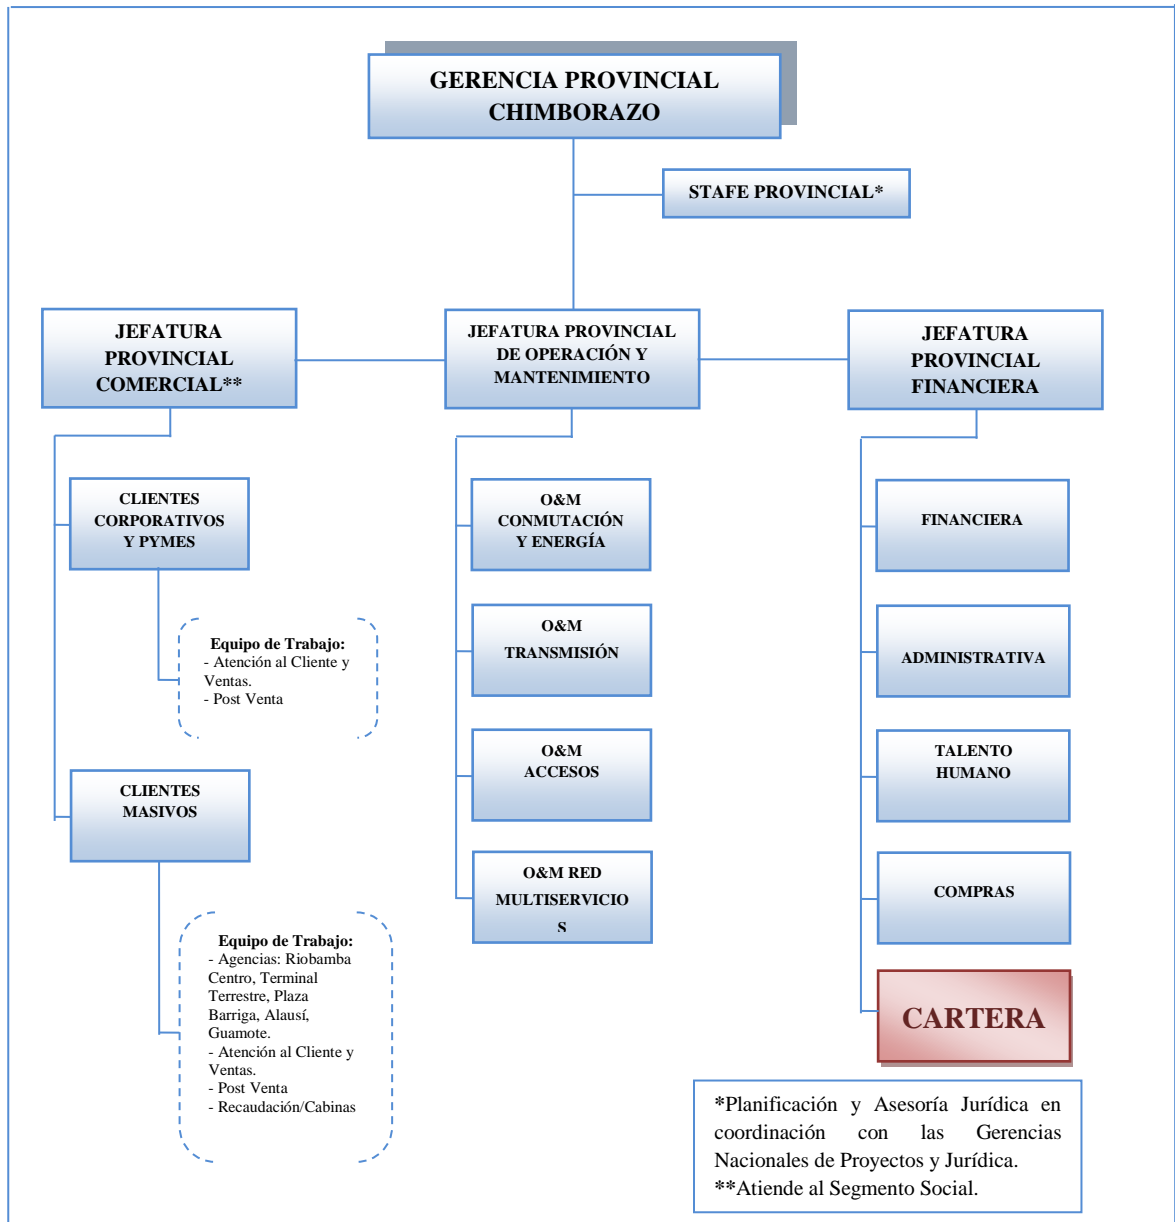 GERENCIA PROVINCIAL
CHIMBORAZO
STAFE PROVINCIAL*
JEFATURA
PROVINCIAL
COMERCIAL**
JEFATURA PROVINCIAL
DE OPERACIÓN Y
MANTENIMIENTO
JEFATURA
PROVINCIAL
FINANCIERA
CLIENTES
CORPORATIVOS
Y PYMES
Equipo de Trabajo:
- Atención al Cliente y
Ventas.
- Post Venta
CLIENTES
MASIVOS
Equipo de Trabajo:
- Agencias: Riobamba
Centro, Terminal
Terrestre, Plaza
Barriga, Alausí,
Guamote.
- Atención al Cliente y
Ventas.
- Post Venta
- Recaudación/Cabinas
O&M
CONMUTACIÓN
Y ENERGÍA
O&M
TRANSMISIÓN
O&M
ACCESOS
O&M RED
MULTISERVICIO
S
FINANCIERA
ADMINISTRATIVA
TALENTO
HUMANO
COMPRAS
CARTERA
*Planificación y Asesoría Jurídica en
coordinación con las Gerencias
Nacionales de Proyectos y Jurídica.
**Atiende al Segmento Social.